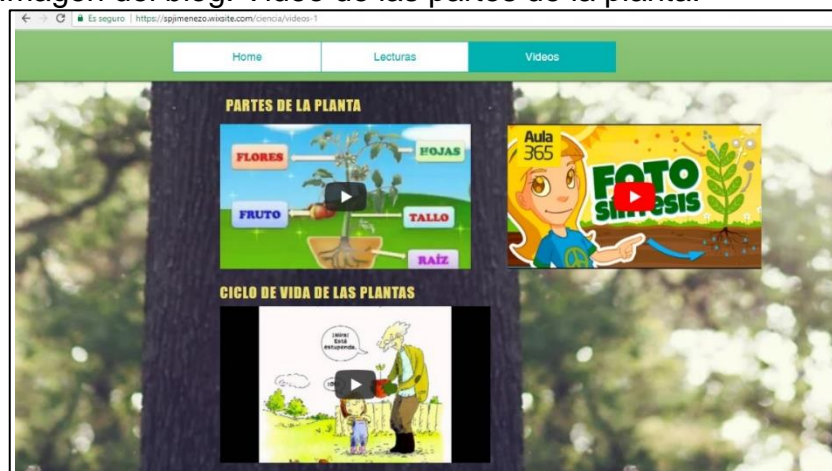 Imagen del blog. Video de las partes de la planta.
Es seguro | https://spjimenezo.wixsite.com/ciencia/videos-1
Home Lecturas Videos
PARTES DE LA PLANTA
FLORES
HOJAS
FRUTO
TALLO
RAÍZ
Aula
365
FOTO
SÍNTESIS
CICLO DE VIDA DE LAS PLANTAS
Está
estupenda.